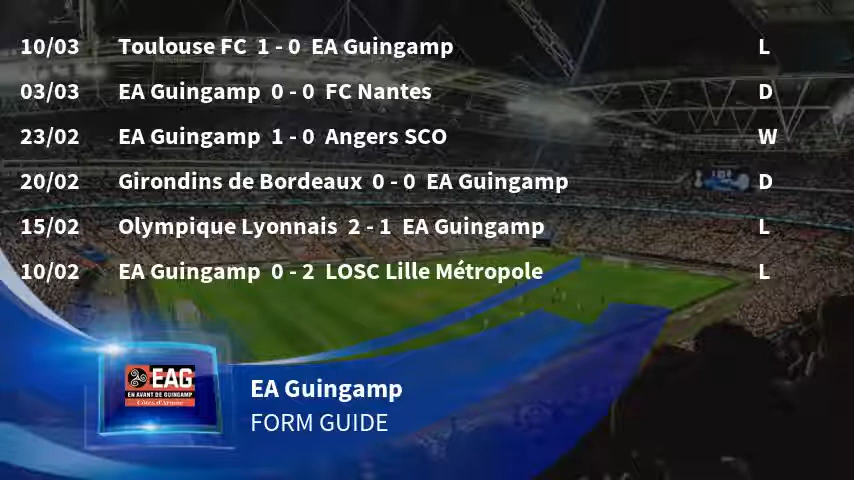 10/03 Toulouse FC 1 - 0 EA Guingamp L
03/03 EA Guingamp 0 - 0 FC Nantes D
23/02 EA Guingamp 1 - 0 Angers SCO W
20/02 Girondins de Bordeaux 0 - 0 EA Guingamp D
15/02 Olympique Lyonnais 2 - 1 EA Guingamp L
10/02 EA Guingamp 0 - 2 LOSC Lille Métropole L
EAG
EN AVANT DE GUINGAMP
Côtes d'Armor
EA Guingamp
FORM GUIDE